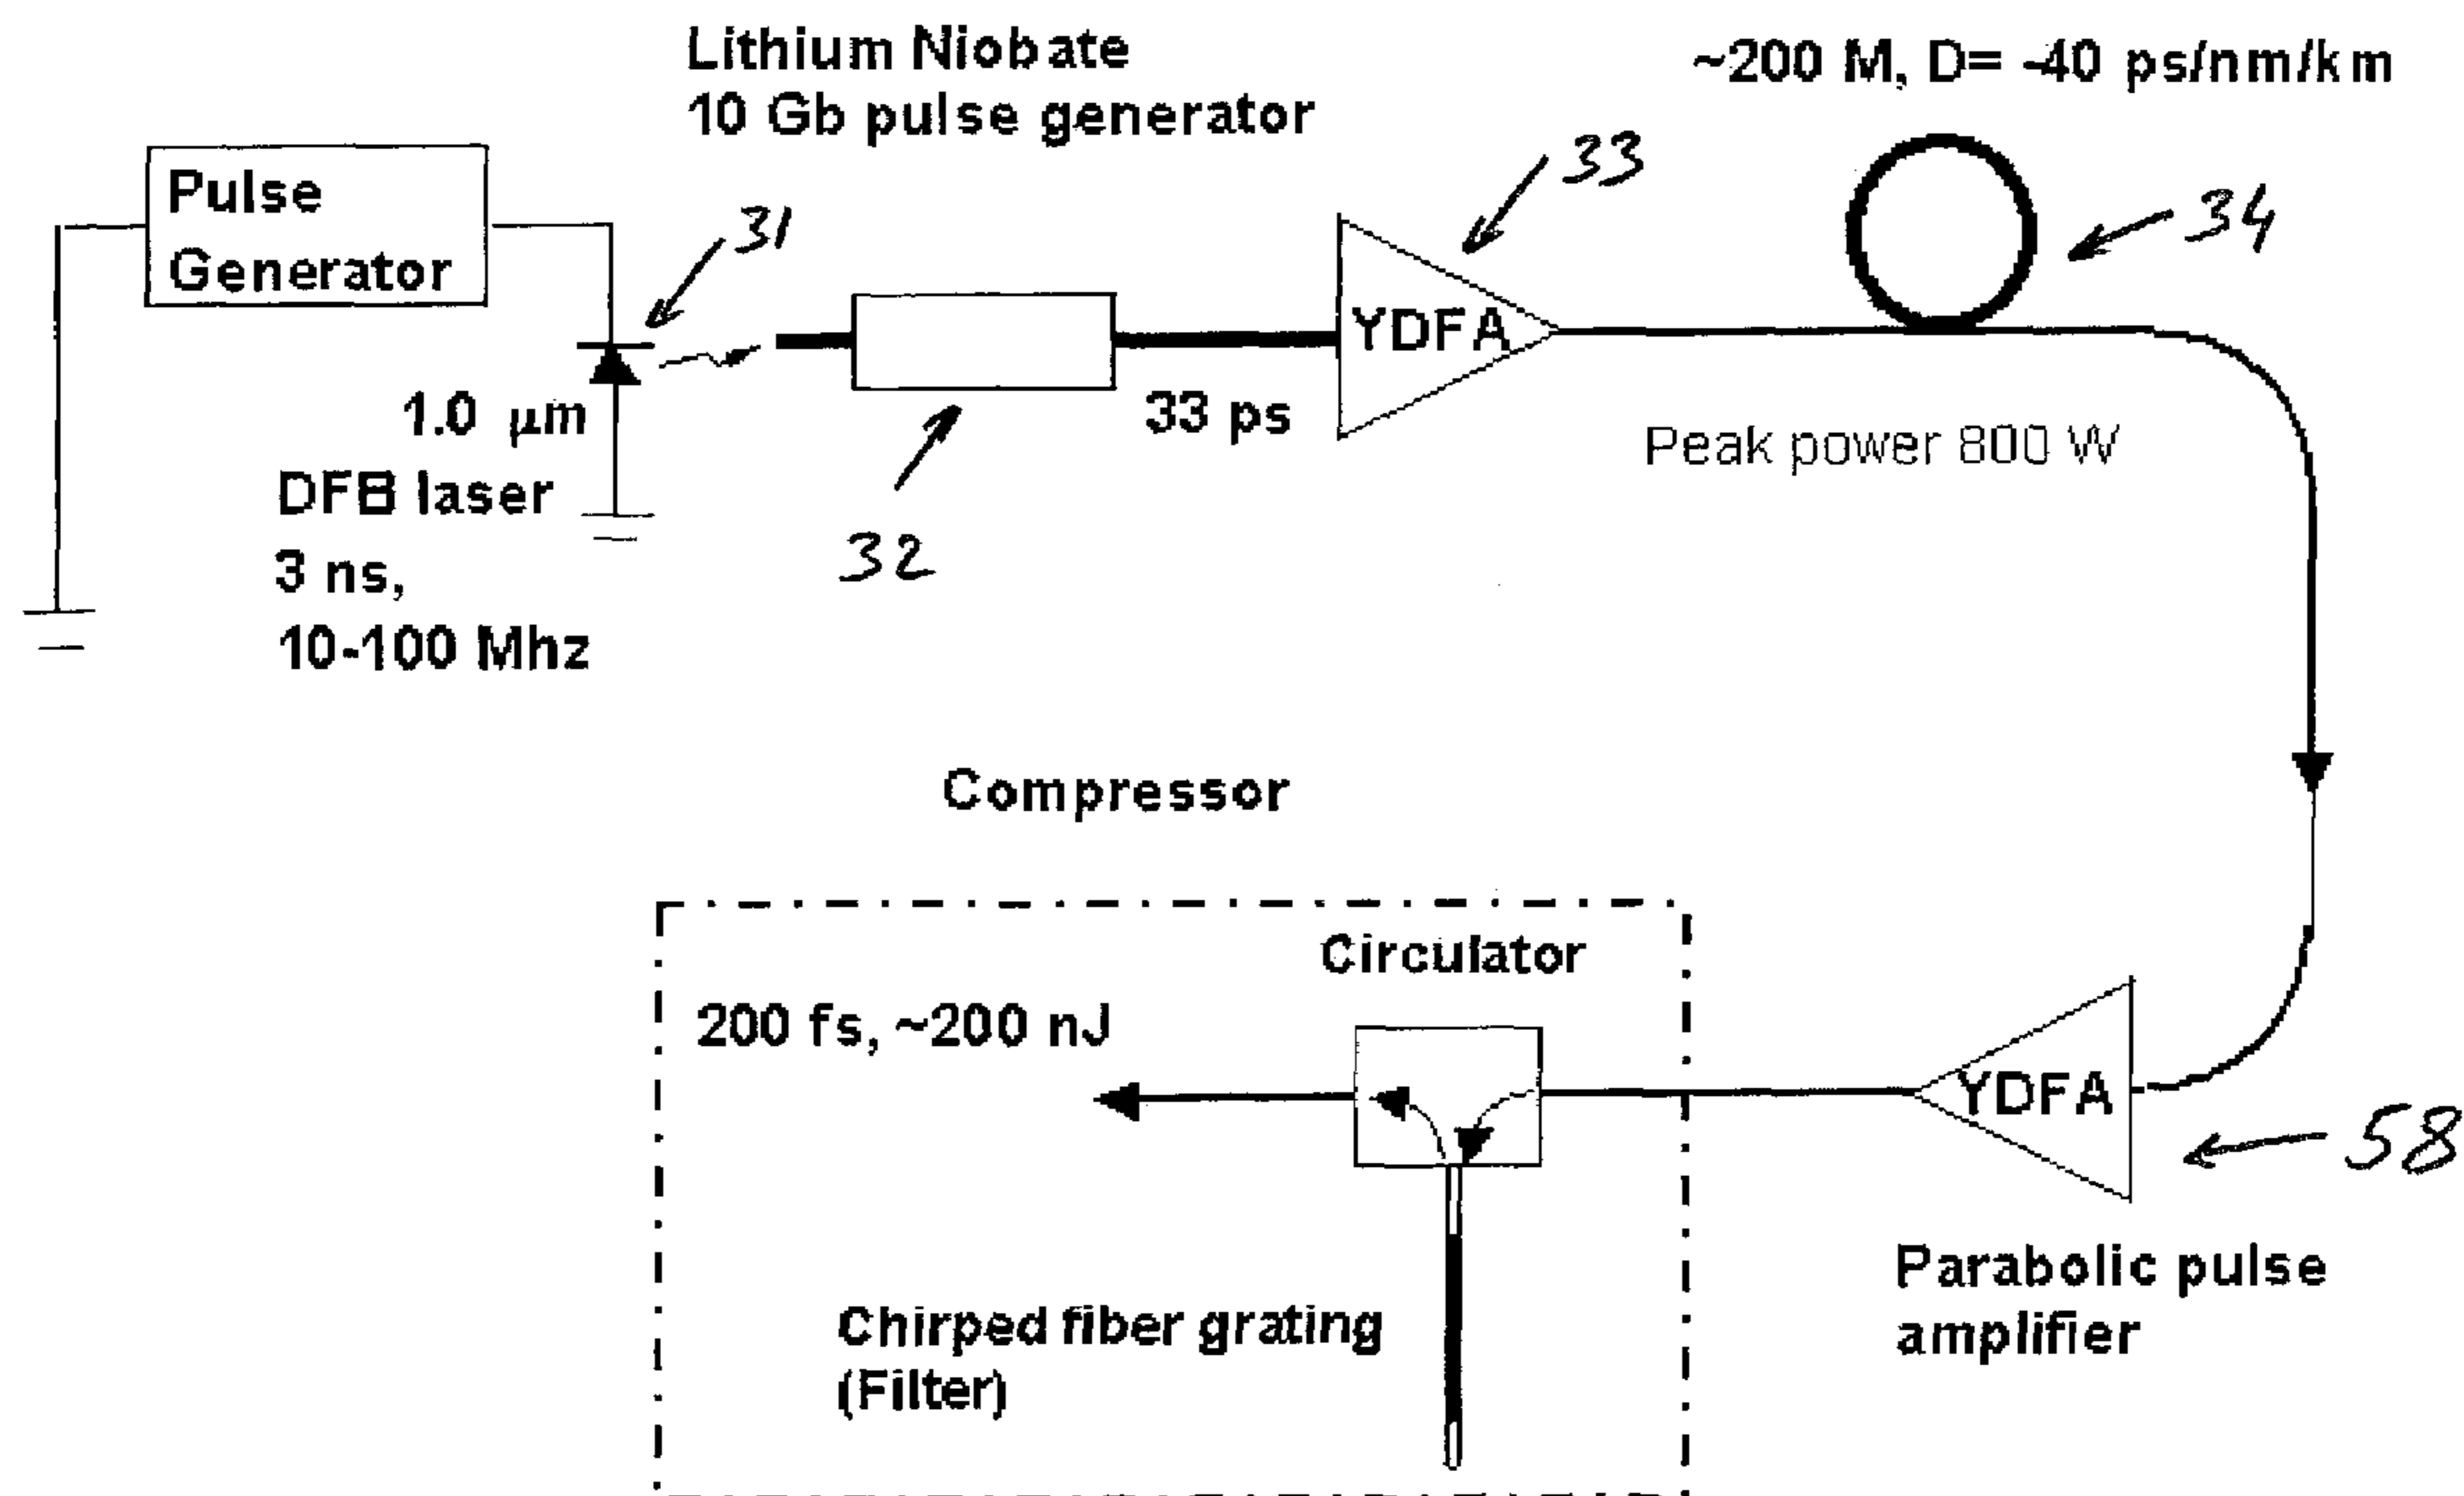 Lithium Niobate
10 Gb pulse generator
~200 M, D= -40 ps/nm/km
33
Pulse
Generator
31
34
YDFA
1.0 μm
33 ps
Peak power 800 W
DFB laser
32
3 ns,
10-100 Mhz
Compressor
Circulator
200 fs, ~200 nJ
YDFA
58
Parabolic pulse
amplifier
Chirped fiber grating
(Filter)